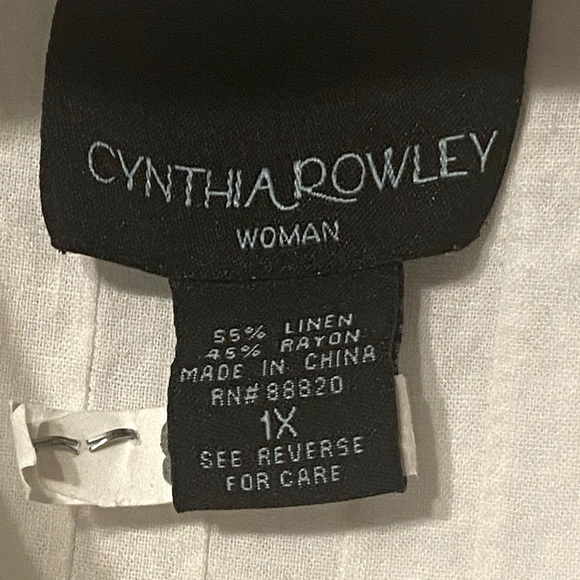 CYNTHIA ROWLEY
WOMAN
55% LINEN
45% RAYON
MADE IN CHINA
RN# 88820
1X
SEE REVERSE
FOR CARE